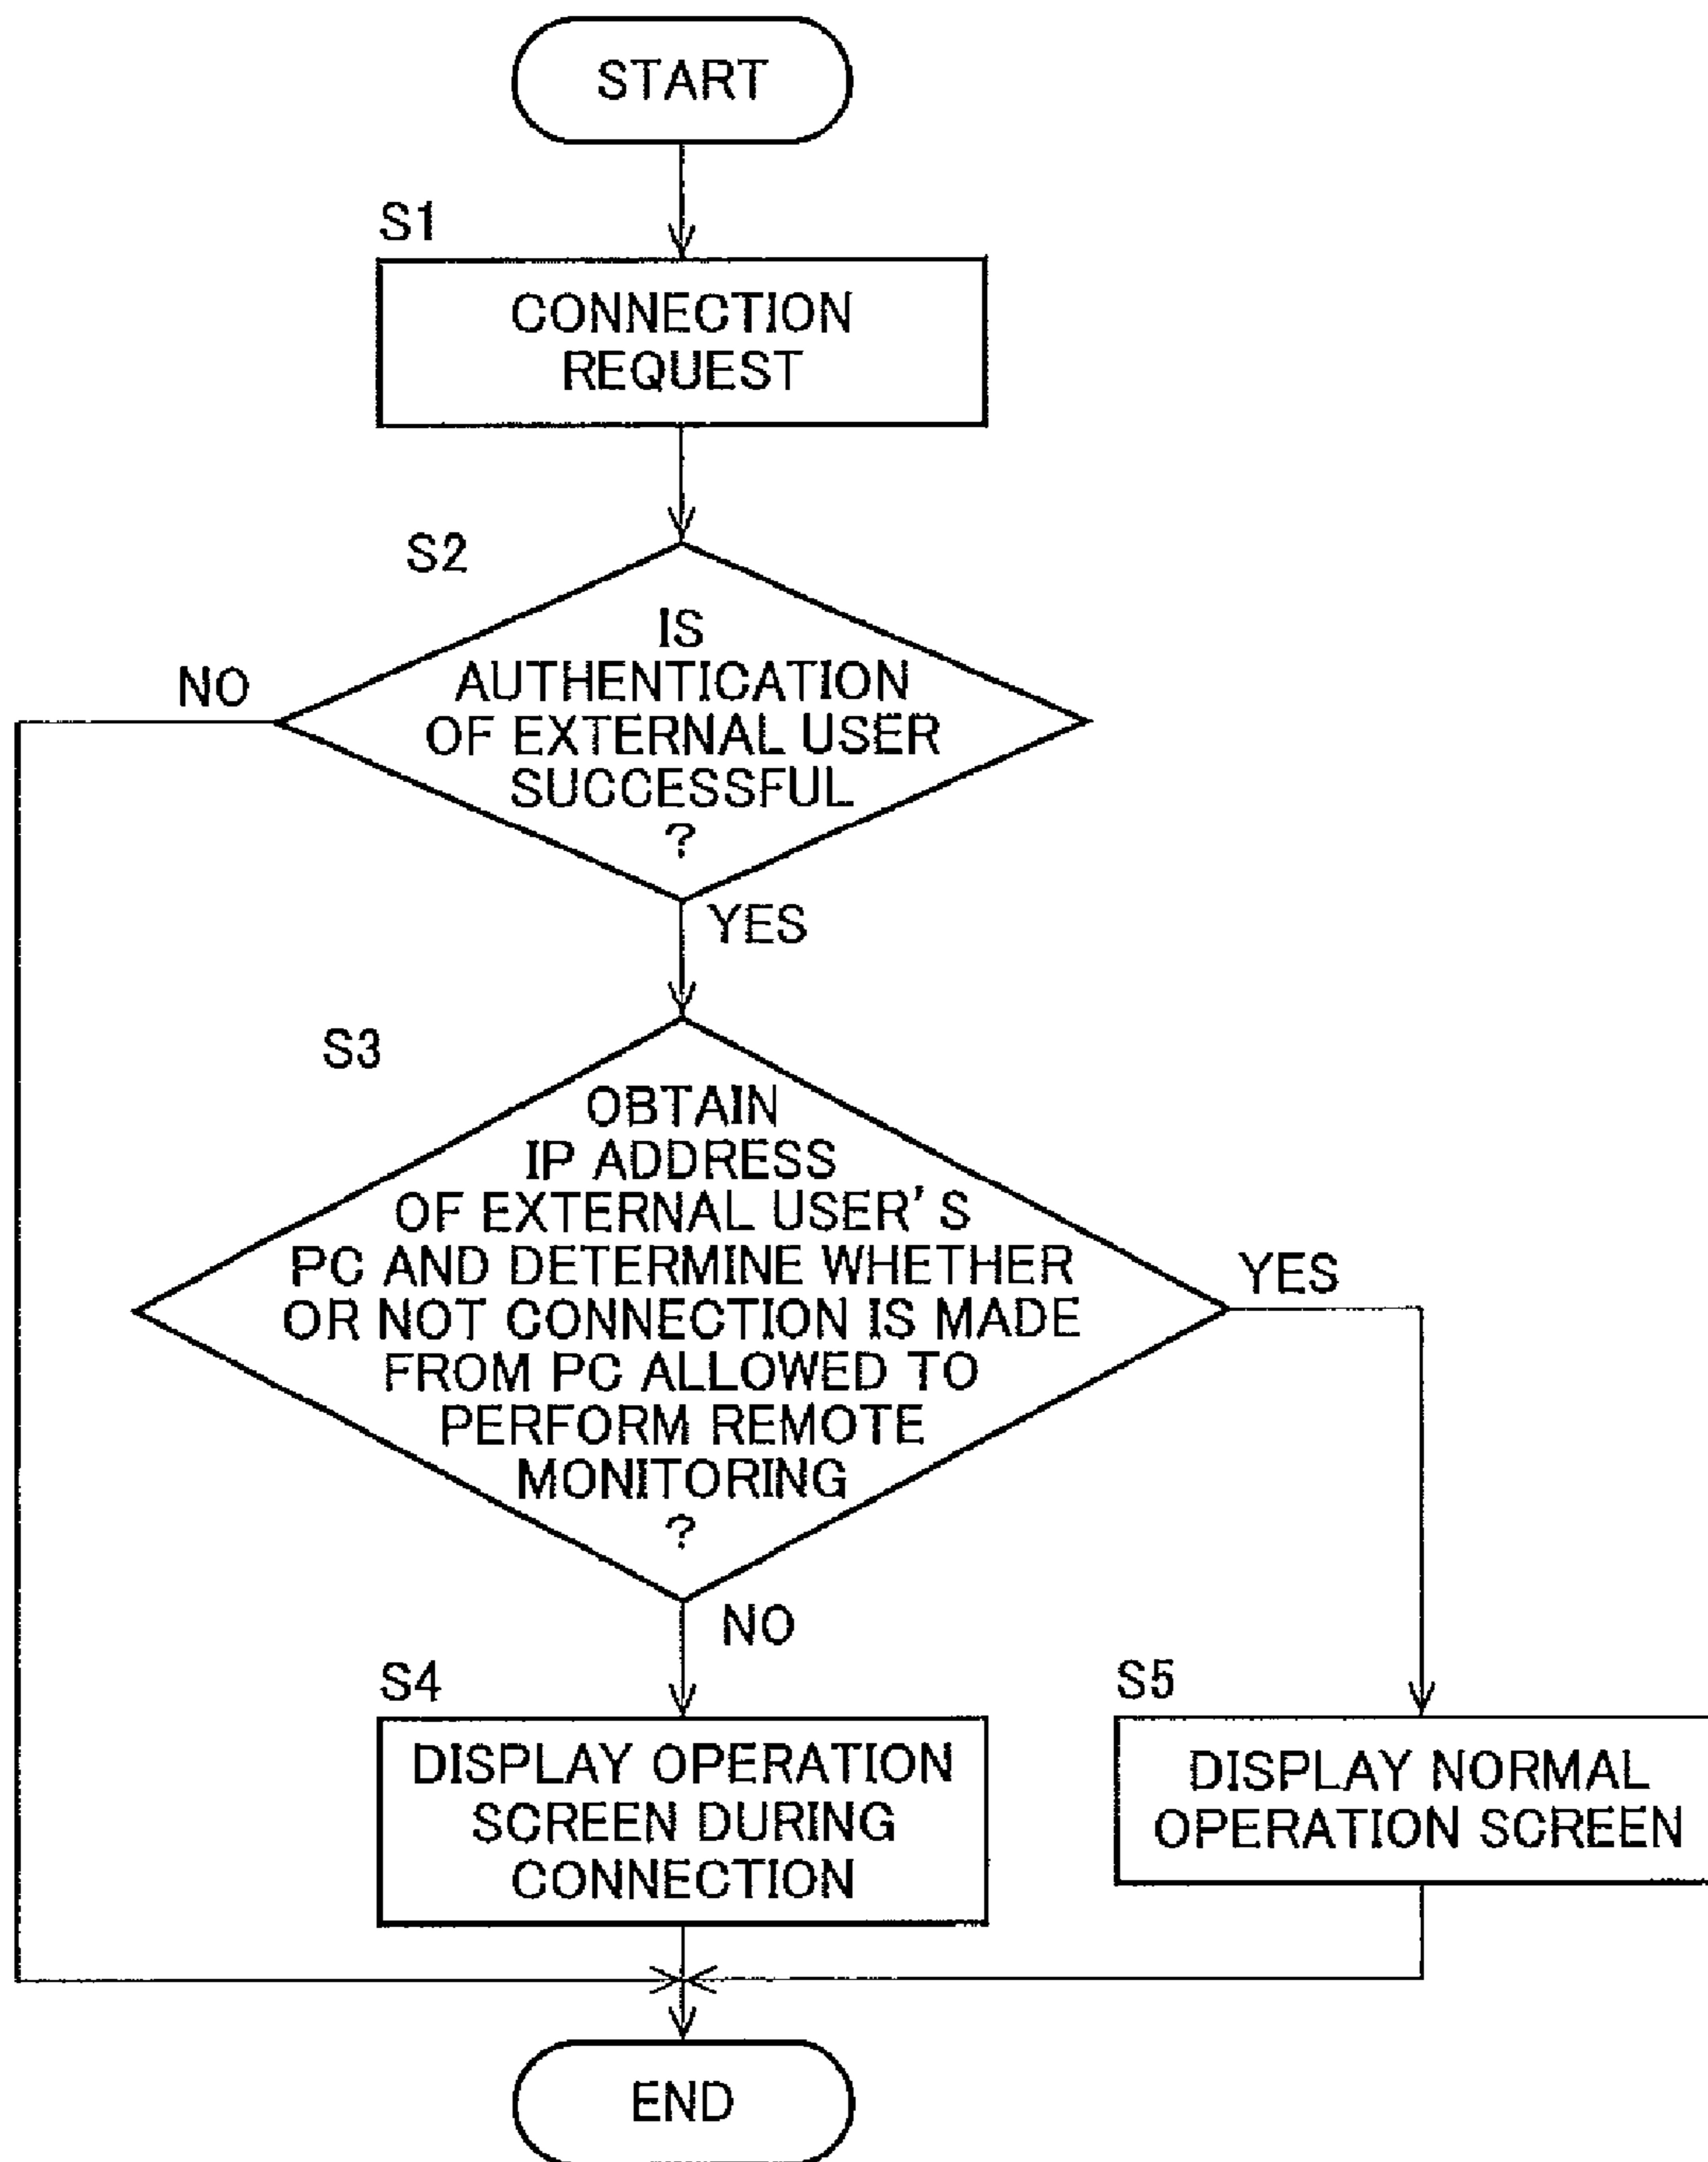 START
S1
CONNECTION
REQUEST
S2
IS
AUTHENTICATION
OF EXTERNAL USER
SUCCESSFUL
?
NO
YES
S3
OBTAIN
IP ADDRESS
OF EXTERNAL USER'S
PC AND DETERMINE WHETHER
OR NOT CONNECTION IS MADE
FROM PC ALLOWED TO
PERFORM REMOTE
MONITORING
?
YES
NO
S4
DISPLAY OPERATION
SCREEN DURING
CONNECTION
S5
DISPLAY NORMAL
OPERATION SCREEN
END